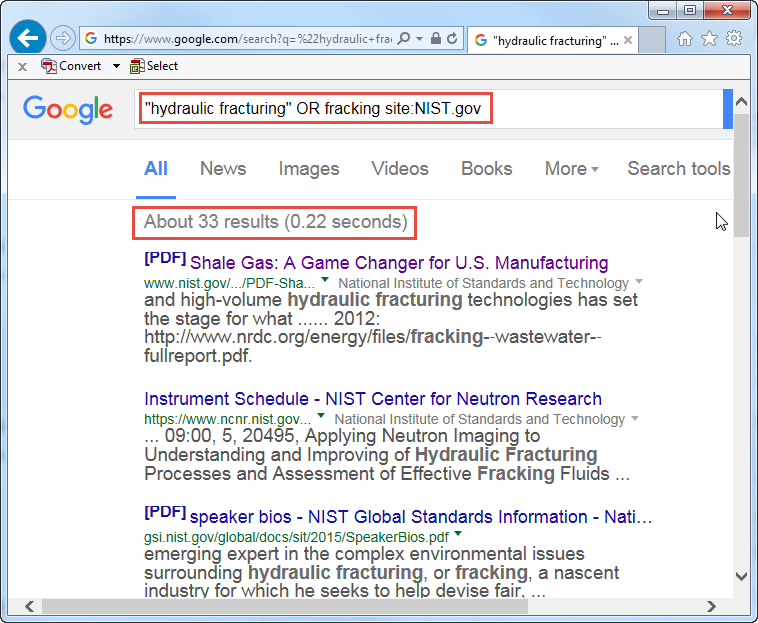 https://www.google.com/search?q=%22hydraulic+fra
"hydraulic fracturing" ...
Convert
Select
Google
"hydraulic fracturing" OR fracking site:NIST.gov
All News Images Videos Books More Search tools
About 33 results (0.22 seconds)
[PDF] Shale Gas: A Game Changer for U.S. Manufacturing
www.nist.gov/.../PDF-Sha... National Institute of Standards and Technology
and high-volume hydraulic fracturing technologies has set
the stage for what ...... 2012:
http://www.nrdc.org/energy/files/fracking--wastewater--
fullreport.pdf.
Instrument Schedule - NIST Center for Neutron Research
https://www.ncnr.nist.gov... National Institute of Standards and Technology
... 09:00, 5, 20495, Applying Neutron Imaging to
Understanding and Improving of Hydraulic Fracturing
Processes and Assessment of Effective Fracking Fluids ...
[PDF] speaker bios - NIST Global Standards Information - Nati...
gsi.nist.gov/global/docs/sit/2015/SpeakerBios.pdf
emerging expert in the complex environmental issues
surrounding hydraulic fracturing, or fracking, a nascent
industry for which he seeks to help devise fair, ...